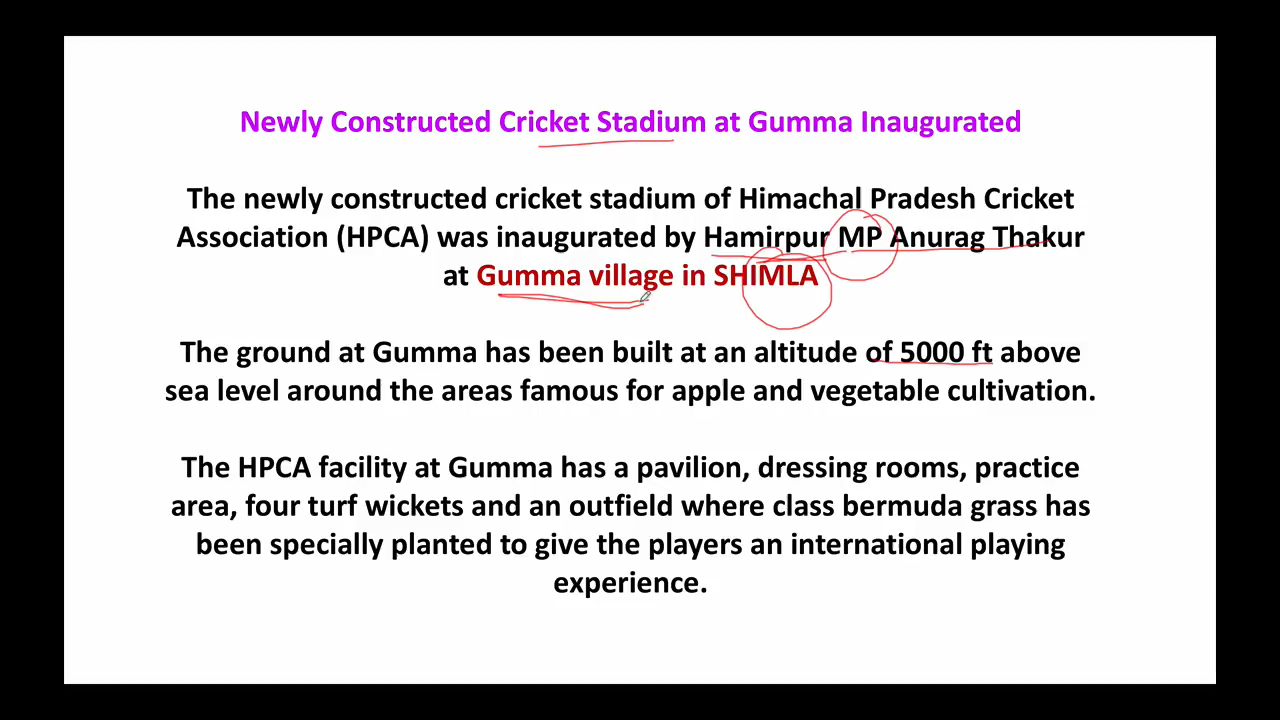 Newly Constructed Cricket Stadium at Gumma Inaugurated
The newly constructed cricket stadium of Himachal Pradesh Cricket
Association (HPCA) was inaugurated by Hamirpur MP Anurag Thakur
at Gumma village in SHIMLA
The ground at Gumma has been built at an altitude of 5000 ft above
sea level around the areas famous for apple and vegetable cultivation.
The HPCA facility at Gumma has a pavilion, dressing rooms, practice
area, four turf wickets and an outfield where class bermuda grass has
been specially planted to give the players an international playing
experience.